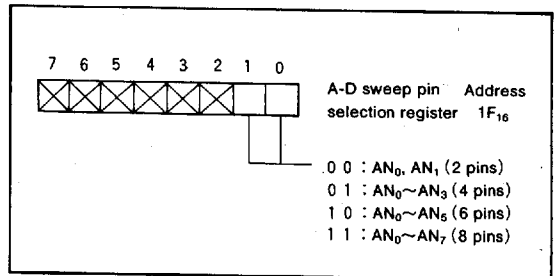 7 6 5 4 3 2 1 0
A-D sweep pin Address
selection register 1F₁₆
0 0 : AN₀, AN₁ (2 pins)
0 1 : AN₀〜AN₃ (4 pins)
1 0 : AN₀〜AN₅ (6 pins)
1 1 : AN₀〜AN₇ (8 pins)